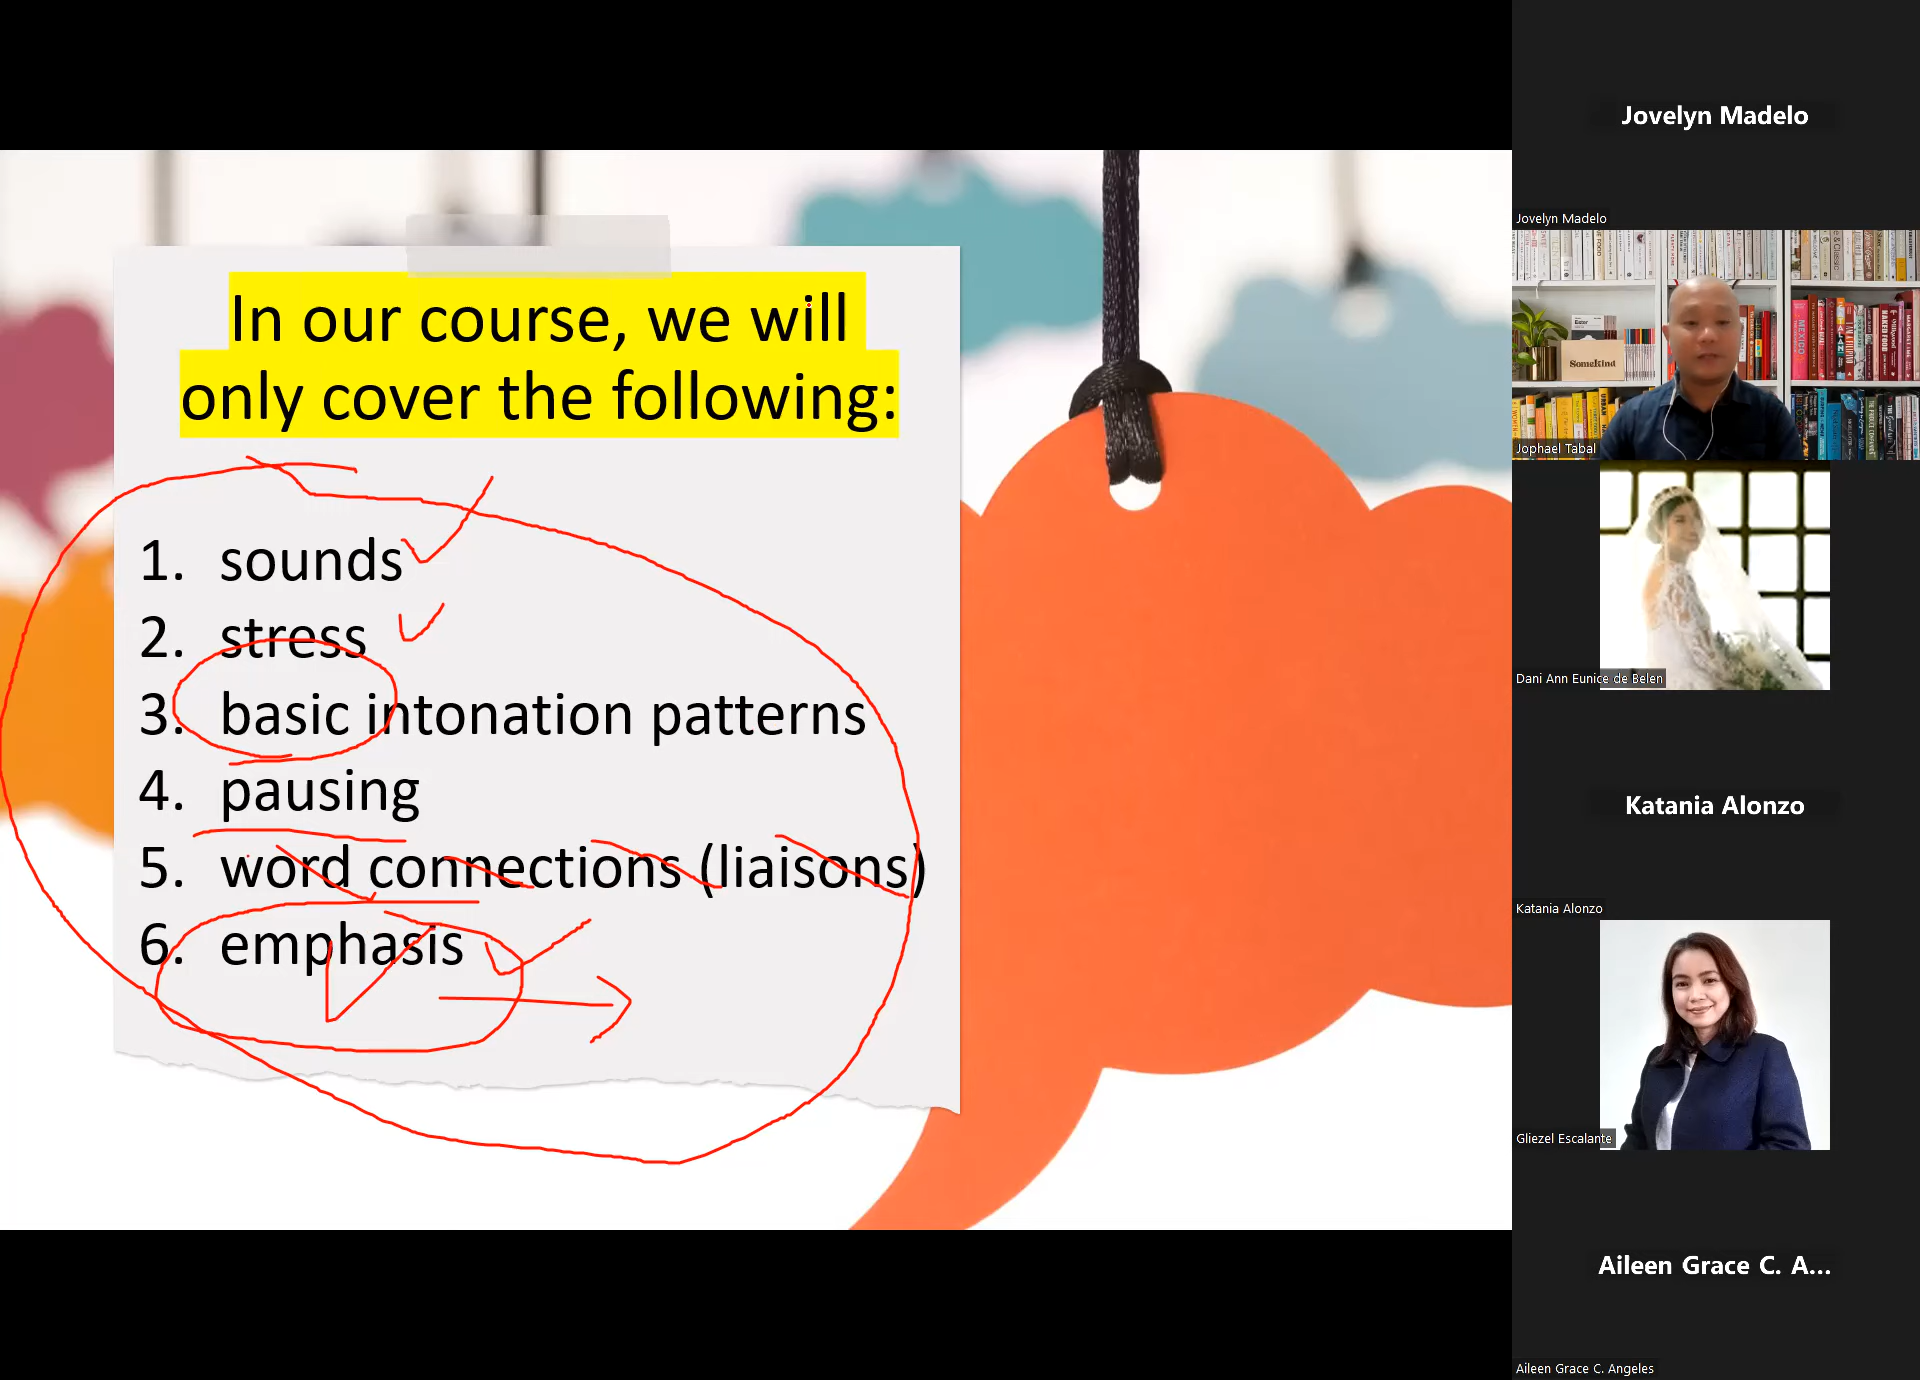 In our course, we will
only cover the following:
1. sounds
2. stress
3. basic intonation patterns
4. pausing
5. word connections (liaisons)
6. emphasis
Jovelyn Madelo
Jovelyn Madelo
SomeKind
Jophael Tabal
Dani Ann Eunice de Belen
Katania Alonzo
Katania Alonzo
Gliezel Escalante
Aileen Grace C. A...
Aileen Grace C. Angeles